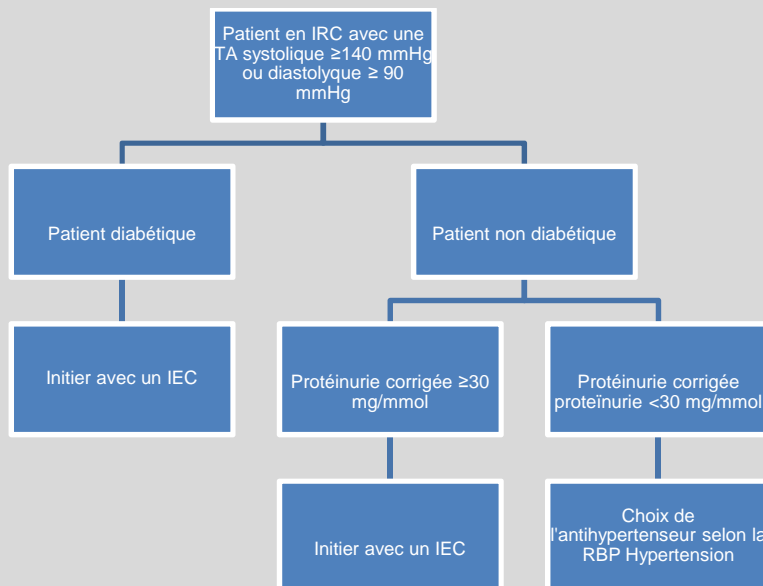 Patient en IRC avec une
TA systolique ≥140 mmHg
ou diastolyque ≥ 90
mmHg
Patient diabétique
Patient non diabétique
Initier avec un IEC
Protéinurie corrigée ≥30
mg/mmol
Protéinurie corrigée
proteïnurie <30 mg/mmol
Initier avec un IEC
Choix de
l'antihypertenseur selon la
RBP Hypertension